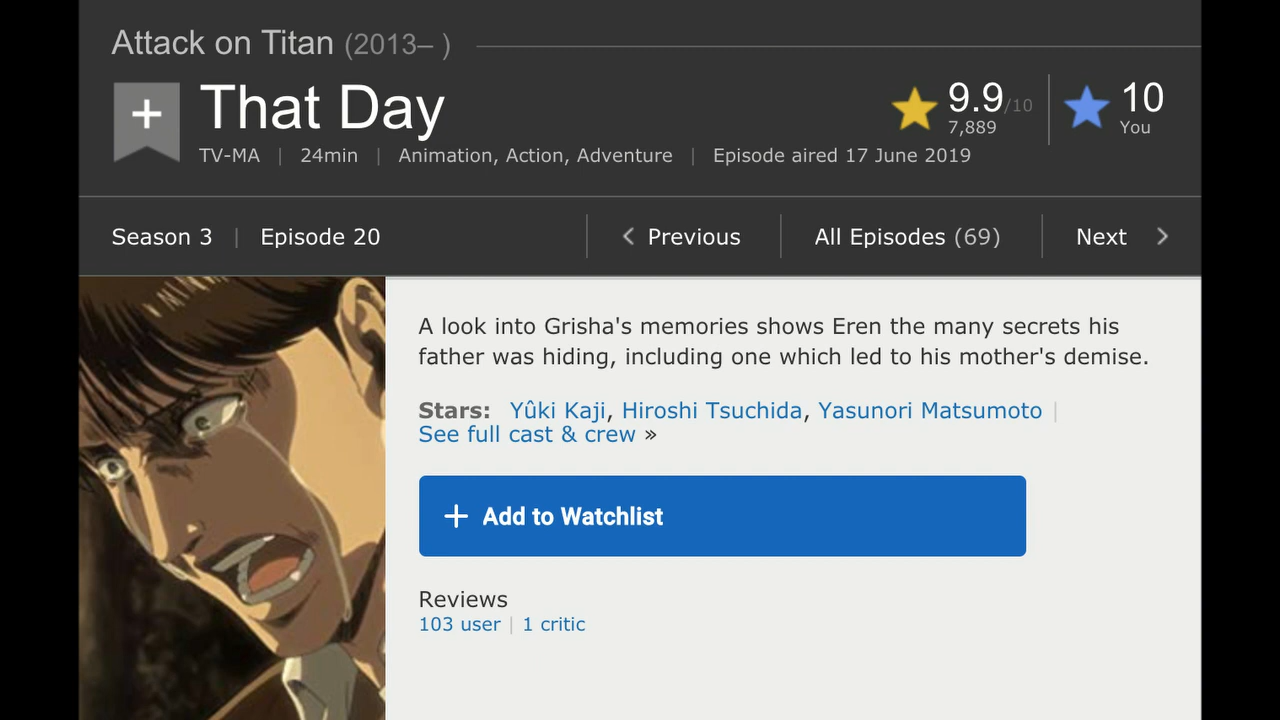 Attack on Titan (2013– )
That Day
9.9/10
7,889
10
You
TV-MA | 24min | Animation, Action, Adventure | Episode aired 17 June 2019
Season 3 | Episode 20
Previous
All Episodes (69)
Next
A look into Grisha's memories shows Eren the many secrets his
father was hiding, including one which led to his mother's demise.
Stars: Yûki Kaji, Hiroshi Tsuchida, Yasunori Matsumoto |
See full cast & crew »
+ Add to Watchlist
Reviews
103 user | 1 critic